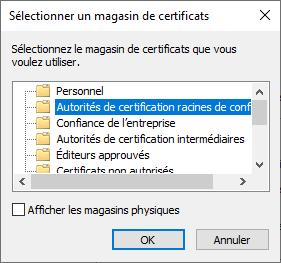 Sélectionner un magasin de certificats
Sélectionnez le magasin de certificats que vous
voulez utiliser.
Personnel
Autorités de certification racines de conf
Confiance de l'entreprise
Autorités de certification intermédiaires
Éditeurs approuvés
Certificats non autorisés
Afficher les magasins physiques
OK
Annuler